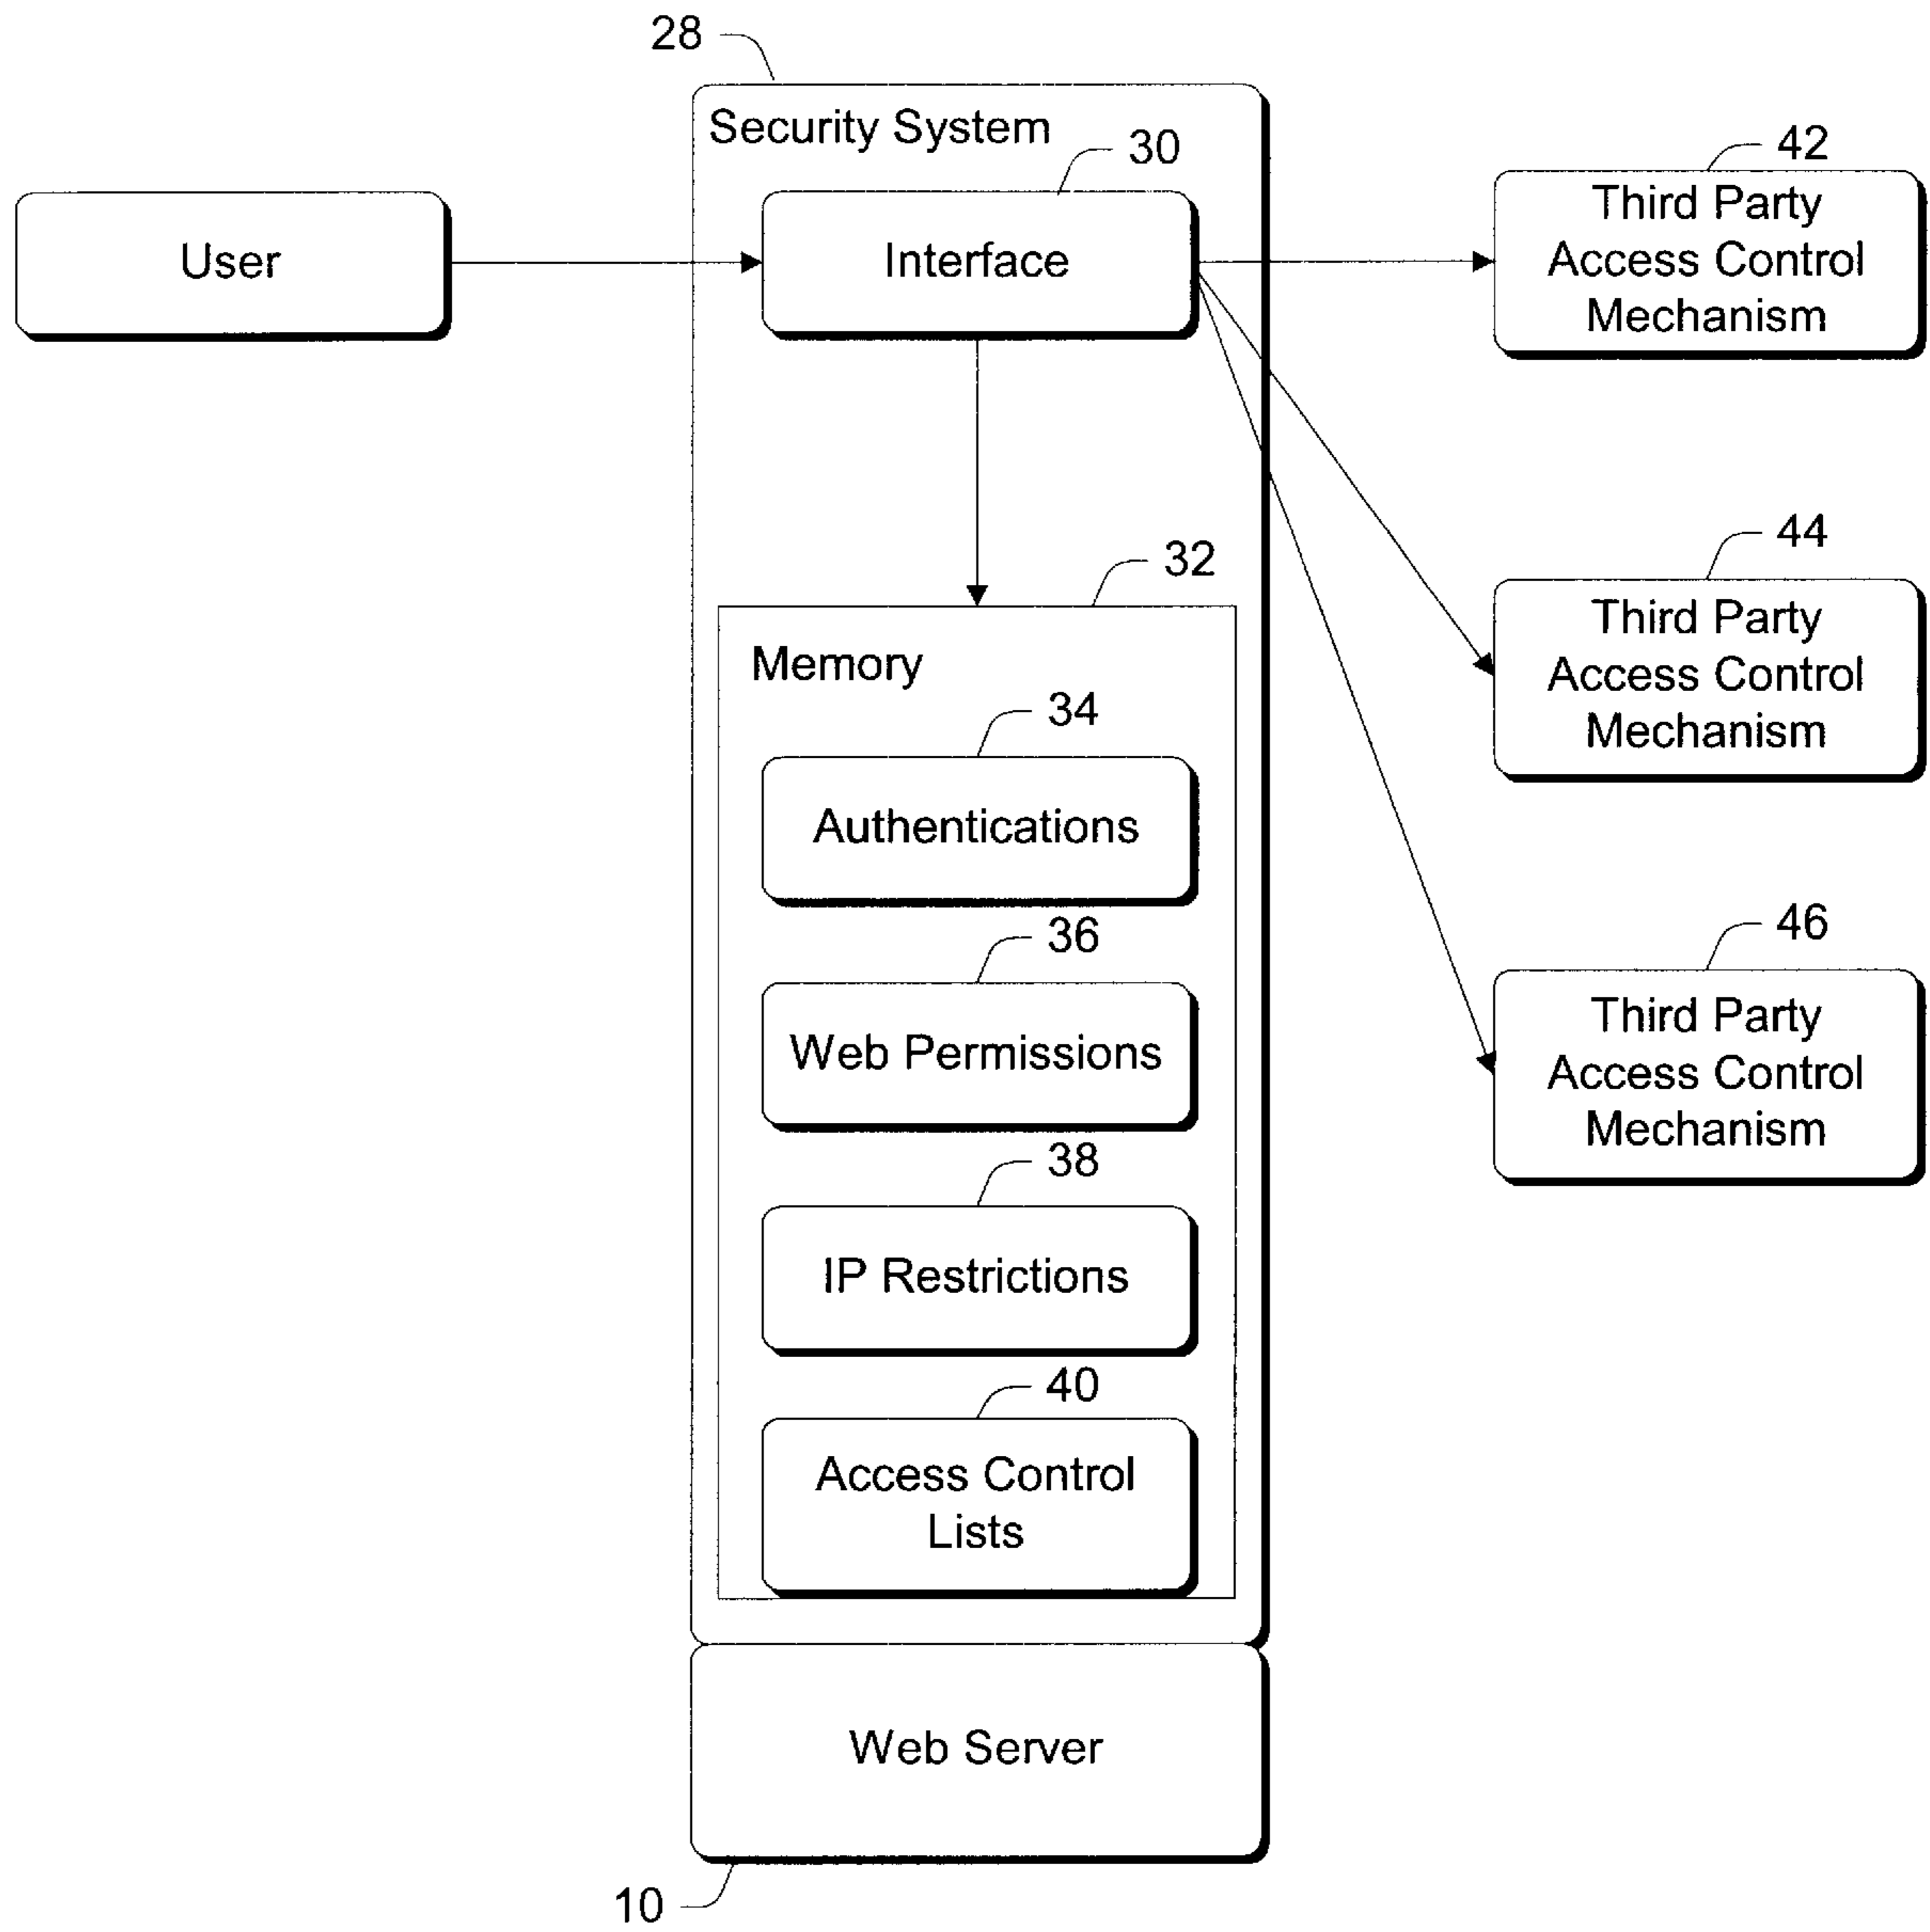 28
Security System
30
42
User
Interface
Third Party
Access Control
Mechanism
32
44
Memory
Third Party
Access Control
Mechanism
34
Authentications
36
46
Web Permissions
Third Party
Access Control
Mechanism
38
IP Restrictions
40
Access Control
Lists
Web Server
10